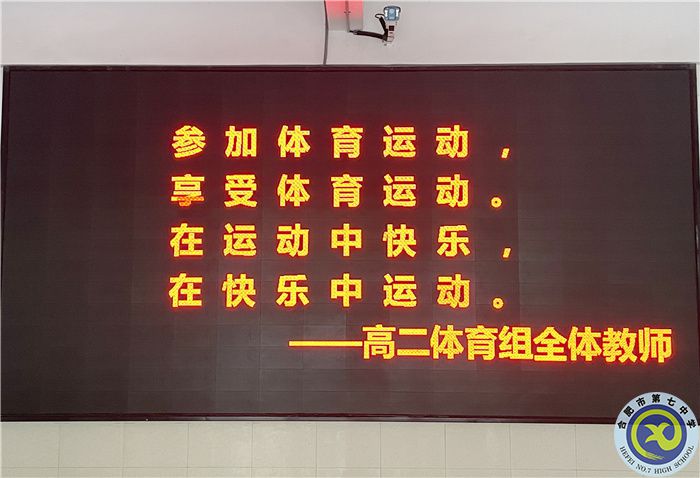 参加体育运动，
享受体育运动。
在运动中快乐，
在快乐中运动。
——高二体育组全体教师
合肥市第七中学
HEFEI NO.7 HIGH SCHOOL